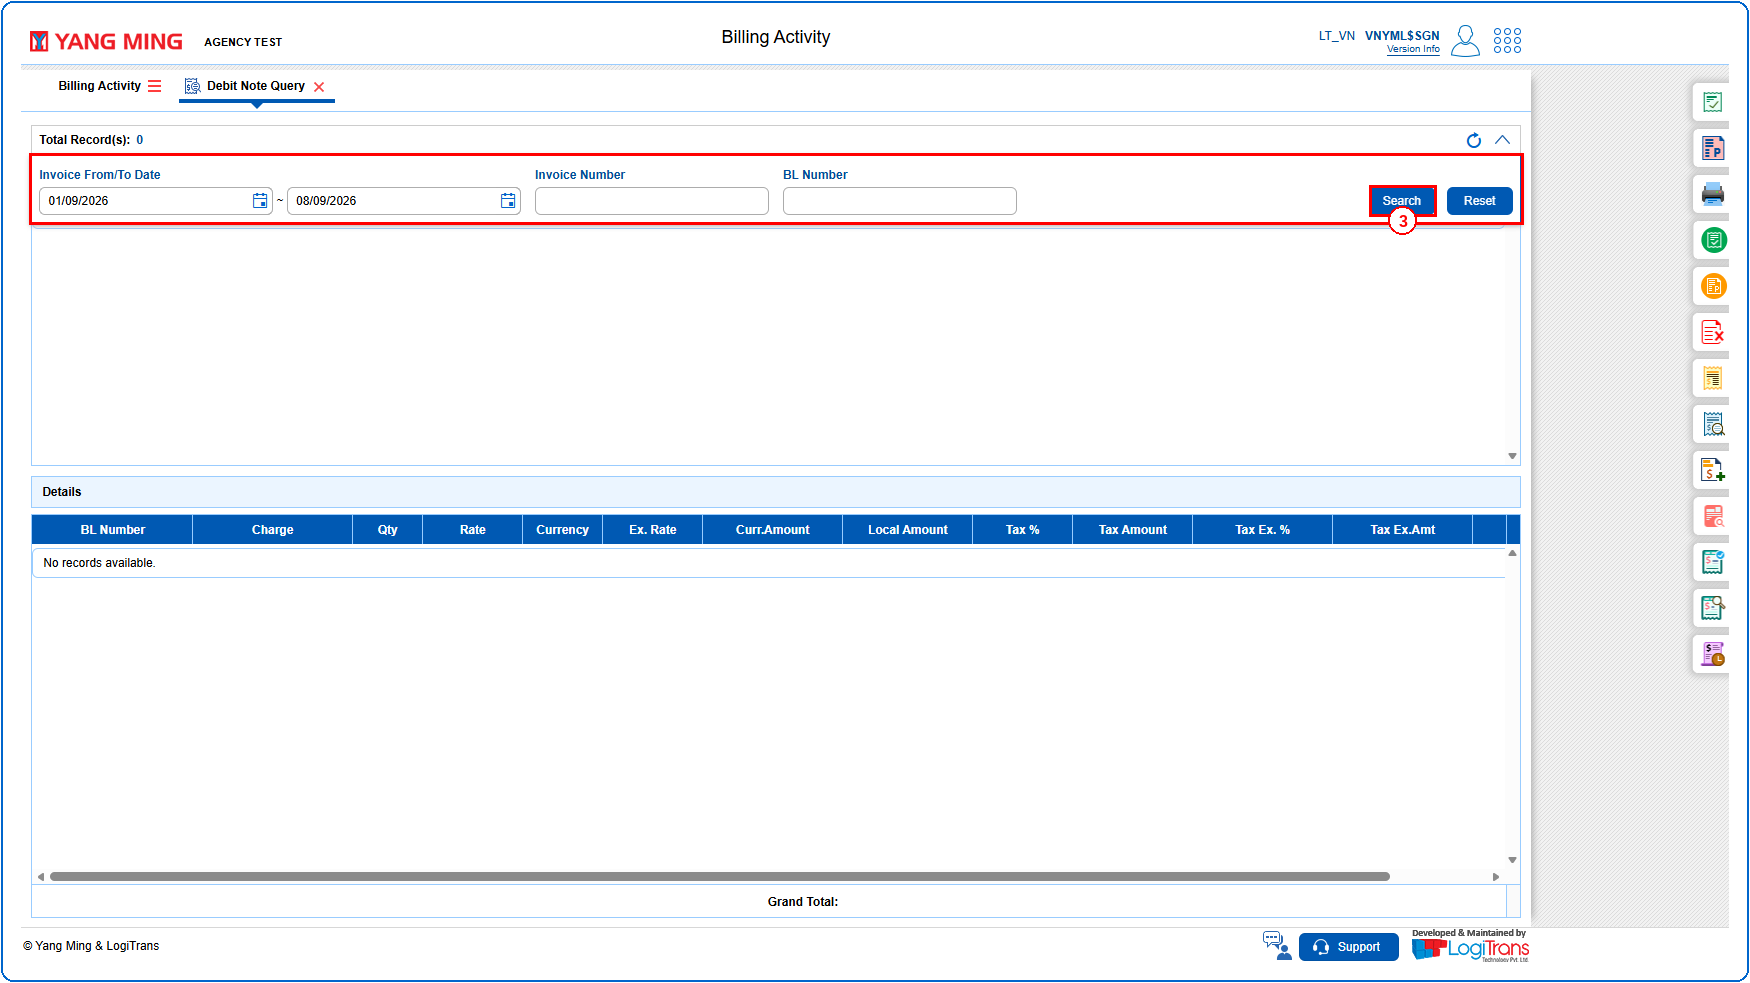 YANG MING AGENCY TEST
Billing Activity
LT_VN VNYML$SGN
Version Info
Billing Activity
Debit Note Query
Total Record(s): 0
Invoice From/To Date
Invoice Number
BL Number
01/09/2026 ~ 08/09/2026
Search
Reset
3
Details
BL Number Charge Qty Rate Currency Ex. Rate Curr.Amount Local Amount Tax % Tax Amount Tax Ex. % Tax Ex.Amt
No records available.
Grand Total:
© Yang Ming & LogiTrans
Support
Developed & Maintained by
LogiTrans
Technology Pvt. Ltd.